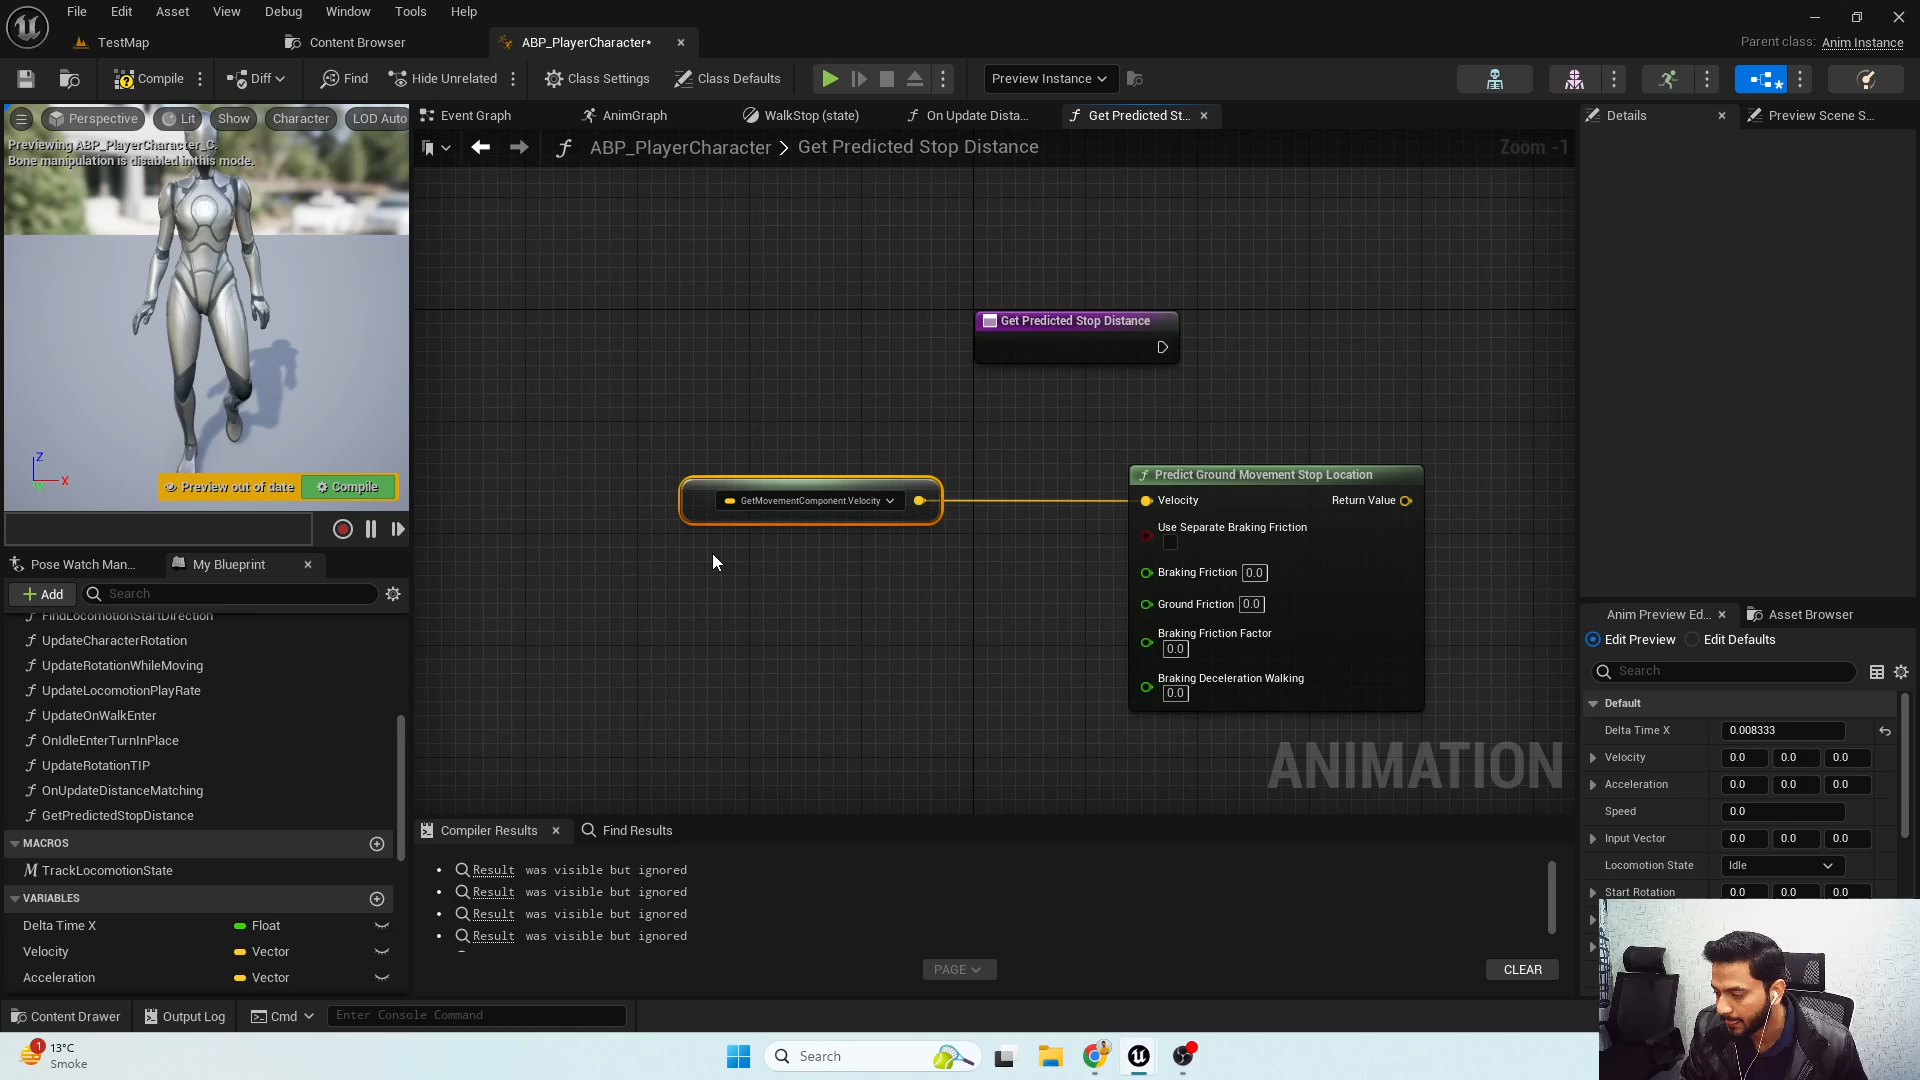 File Edit Asset View Debug Window Tools Help
TestMap Content Browser ABP_PlayerCharacter*
Parent class: Anim Instance
Compile Diff Find Hide Unrelated Class Settings Class Defaults Preview Instance
Perspective Lit Show Character LOD Auto
Event Graph AnimGraph WalkStop (state) On Update Dista... Get Predicted St...
Details Preview Scene S...
Previewing ABP_PlayerCharacter_C.
Bone manipulation is disabled in this mode.
ABP_PlayerCharacter > Get Predicted Stop Distance
Zoom -1
Get Predicted Stop Distance
Z
X
Preview out of date Compile
GetMovementComponent.Velocity
Predict Ground Movement Stop Location
Velocity Return Value
Use Separate Braking Friction
Braking Friction 0.0
Ground Friction 0.0
Braking Friction Factor
0.0
Braking Deceleration Walking
0.0
ANIMATION
Pose Watch Man... My Blueprint
Add Search
FindLocomotionStartDirection
UpdateCharacterRotation
UpdateRotationWhileMoving
UpdateLocomotionPlayRate
UpdateOnWalkEnter
OnIdleEnterTurnInPlace
UpdateRotationTIP
OnUpdateDistanceMatching
GetPredictedStopDistance
MACROS
TrackLocomotionState
VARIABLES
Delta Time X Float
Velocity Vector
Acceleration Vector
Compiler Results Find Results
Result was visible but ignored
Result was visible but ignored
Result was visible but ignored
Result was visible but ignored
PAGE
CLEAR
Anim Preview Ed... Asset Browser
Edit Preview Edit Defaults
Search
Default
Delta Time X 0.008333
Velocity 0.0 0.0 0.0
Acceleration 0.0 0.0 0.0
Speed 0.0
Input Vector 0.0 0.0 0.0
Locomotion State Idle
Start Rotation 0.0 0.0 0.0
Content Drawer Output Log Cmd Enter Console Command
1
13°C
Smoke
Search